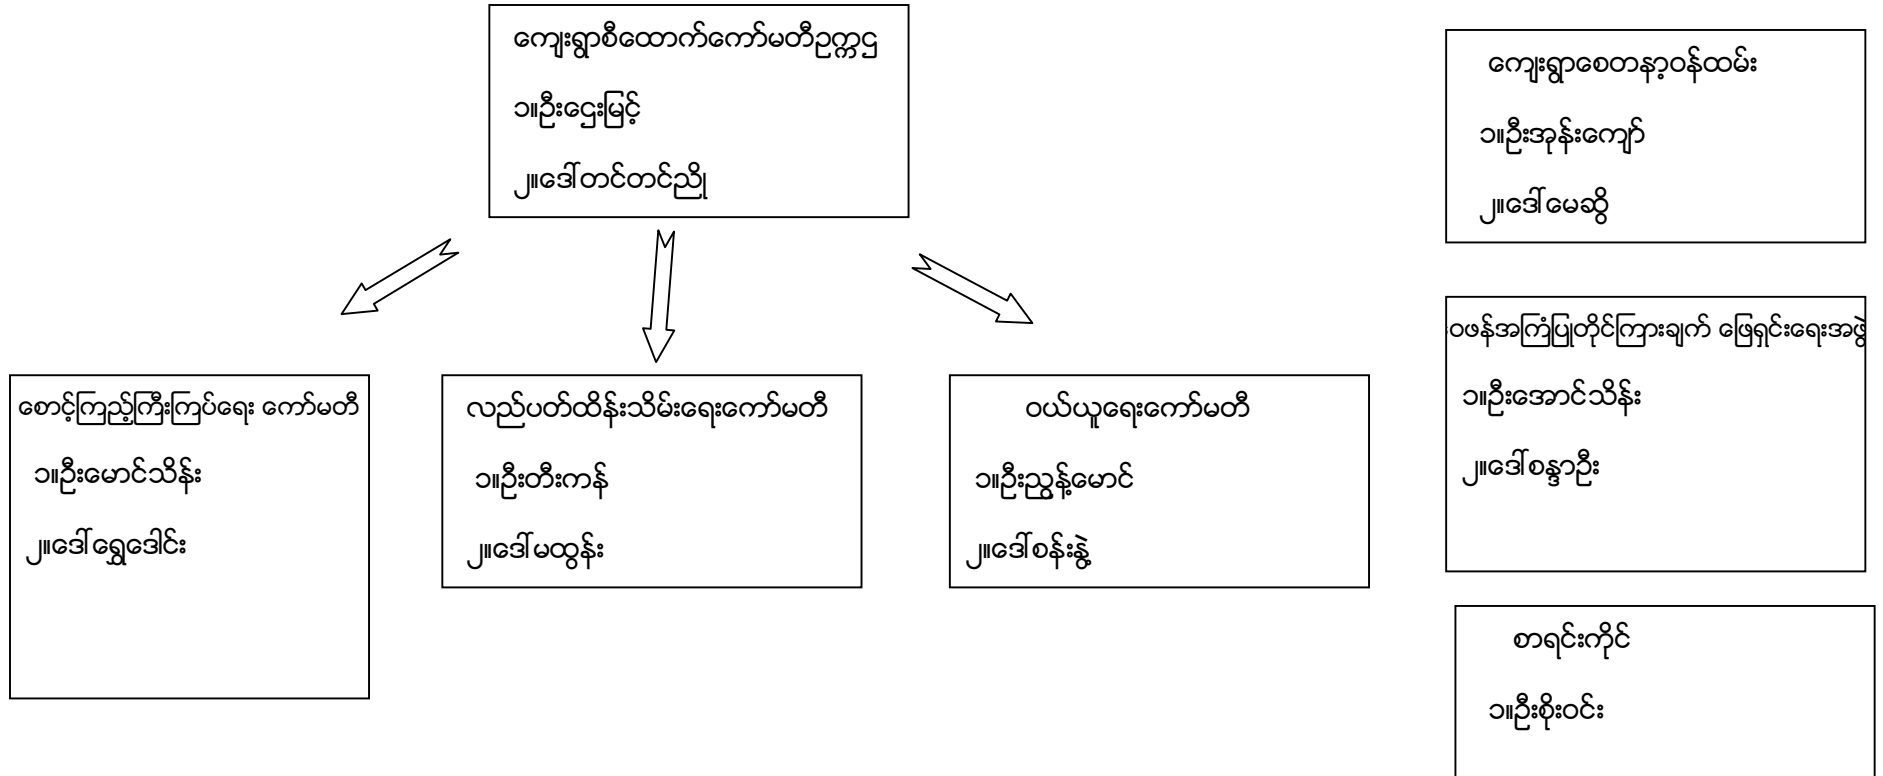 ကျေးရွာစီထောက်ကော်မတီဥက္ကဌ
၁။ဦးဌေးမြင့်
၂။ဒေါ်တင်တင်ညို
ကျေးရွာစေတနာ့ဝန်ထမ်း
၁။ဦးအုန်းကျော်
၂။ဒေါ်မေဆွိ
စောင့်ကြည့်ကြီးကြပ်ရေး ကော်မတီ
၁။ဦးမောင်သိန်း
၂။ဒေါ်ရွှေဒေါင်း
လည်ပတ်ထိန်းသိမ်းရေးကော်မတီ
၁။ဦးတီးကန်
၂။ဒေါ်မထွန်း
ဝယ်ယူရေးကော်မတီ
၁။ဦးညွန့်မောင်
၂။ဒေါ်စန်းနွဲ့
ဝဖန်အကြံပြုတိုင်ကြားချက် ဖြေရှင်းရေးအဖွဲ
၁။ဦးအောင်သိန်း
၂။ဒေါ်စန္ဒာဦး
စာရင်းကိုင်
၁။ဦးစိုးဝင်း